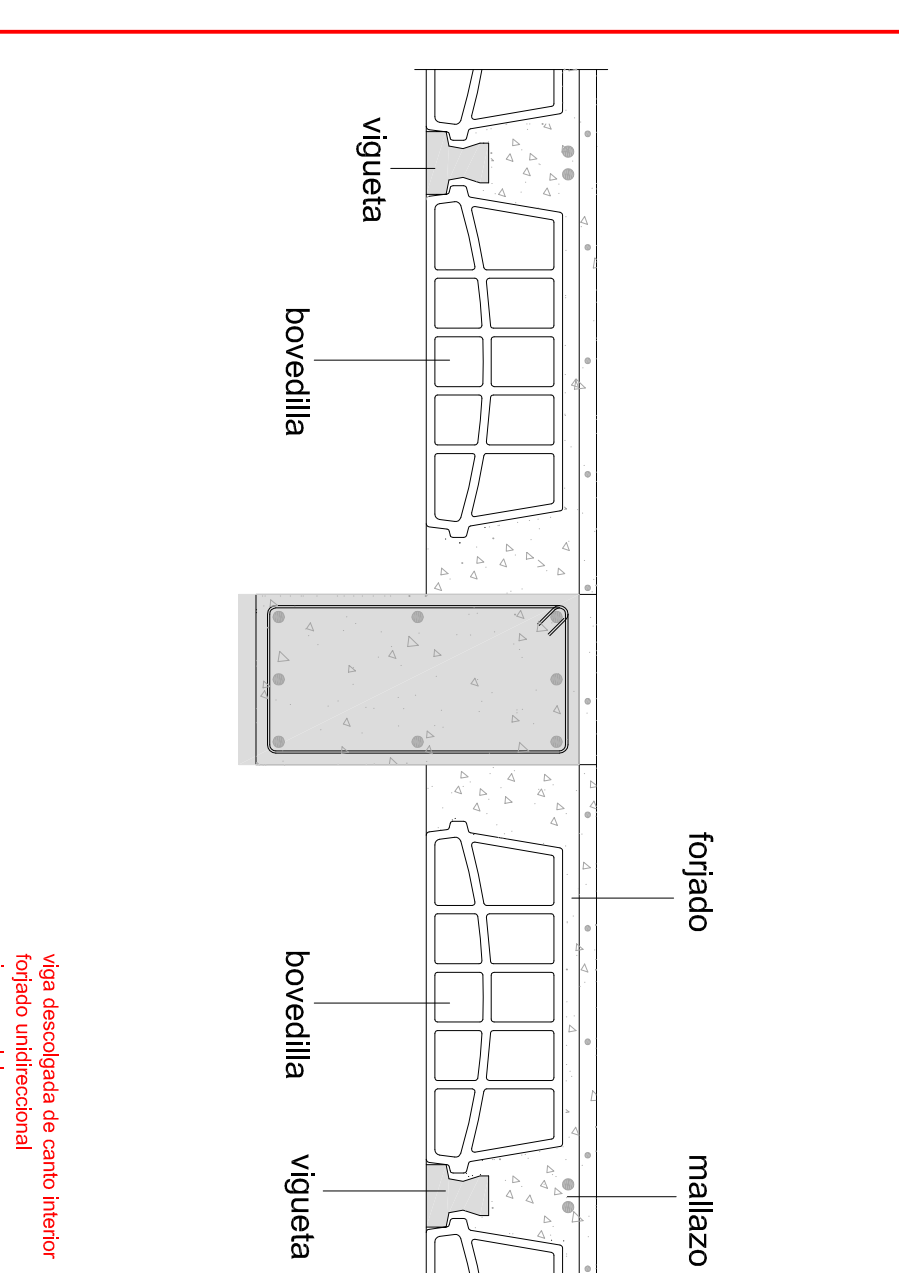 forjado
mallazo
vigueta
bovedilla
bovedilla
vigueta
viga descolgada de canto interior
forjado unidireccional